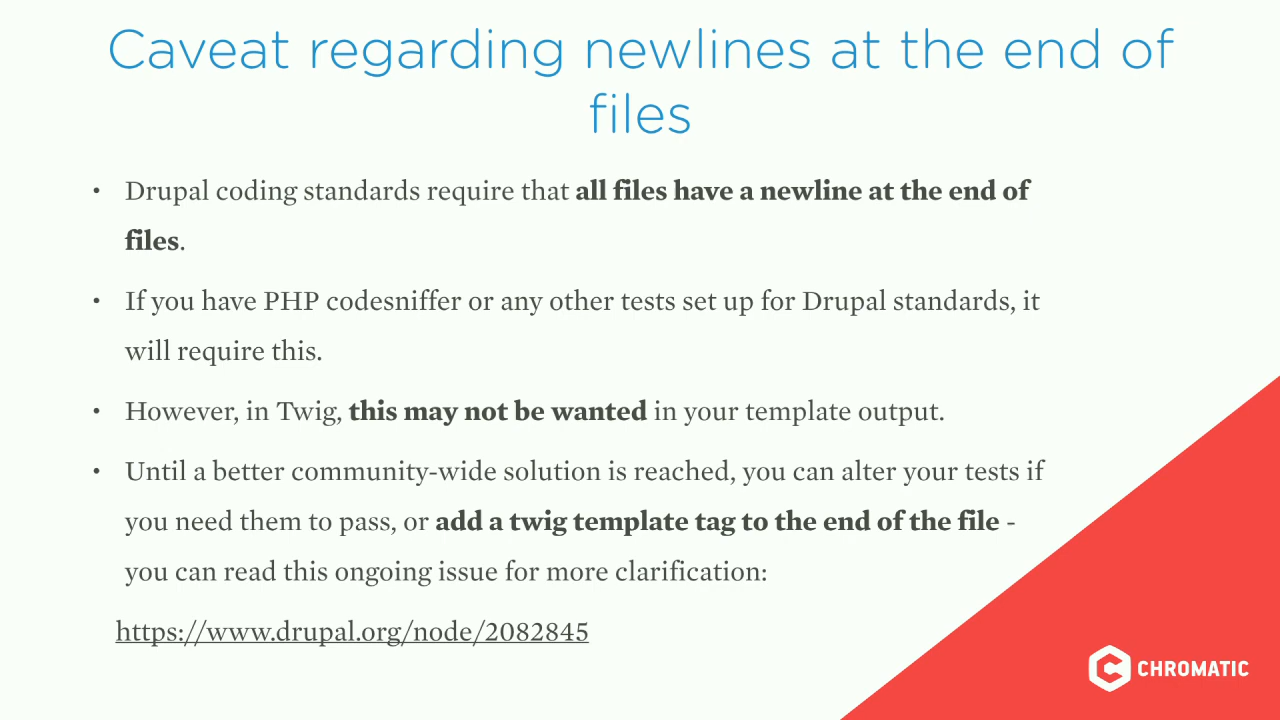 Caveat regarding newlines at the end of
files
• Drupal coding standards require that all files have a newline at the end of
files.
• If you have PHP codesniffer or any other tests set up for Drupal standards, it
will require this.
• However, in Twig, this may not be wanted in your template output.
• Until a better community-wide solution is reached, you can alter your tests if
you need them to pass, or add a twig template tag to the end of the file -
you can read this ongoing issue for more clarification:
https://www.drupal.org/node/2082845
CHROMATIC